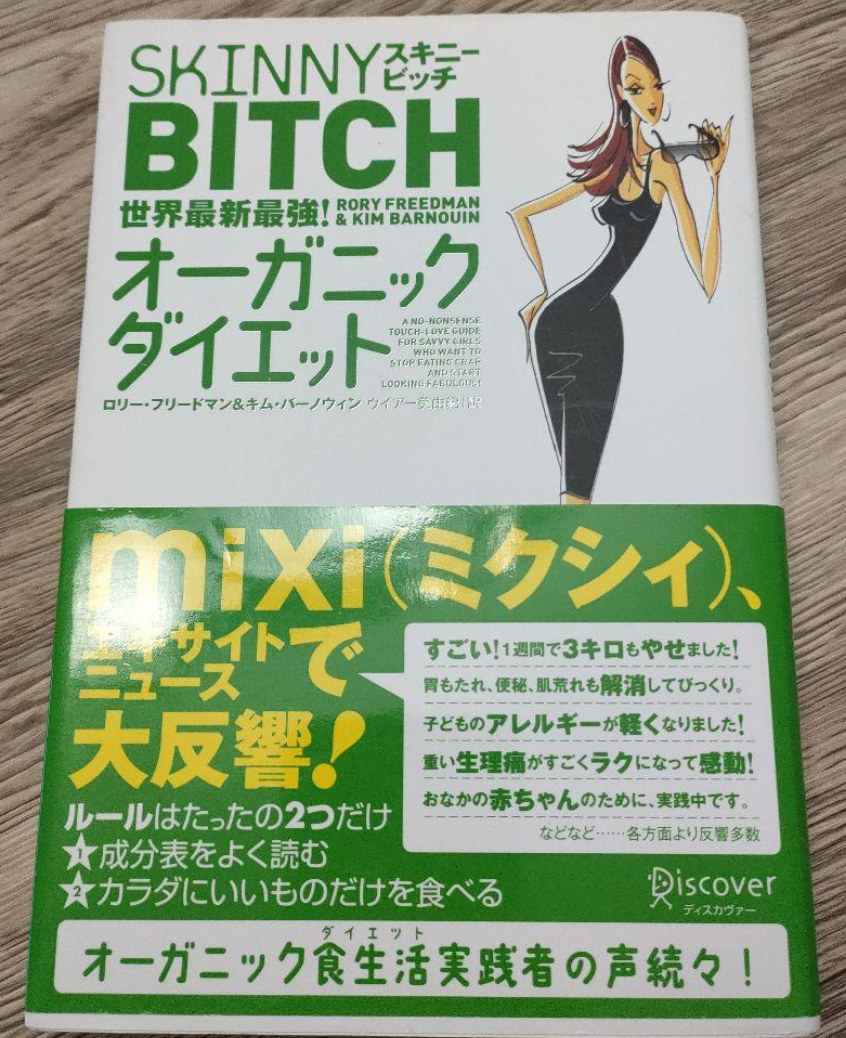 SKINNY スキニー
ビッチ
BITCH
世界最新最強! RORY FREEDMAN
& KIM BARNOUIN
オーガニック
ダイエット
A NO-NONSENSE
TOUCH-LOVE GUIDE
FOR SAVVY GIRLS
WHO WANT TO
STOP EATING CRAP
AND START
LOOKING FABULOUS!
ロリー・フリードマン&キム・バーノウィン ウイアー美由紀 訳
mixi(ミクシィ)、
エキサイト
ニュースで
大反響!
すごい!1週間で3キロもやせました!
胃もたれ、便秘、肌荒れも解消してびっくり。
子どものアレルギーが軽くなりました!
重い生理痛がすごくラクになって感動!
おなかの赤ちゃんのために、実践中です。
などなど……各方面より反響多数
ルールはたったの2つだけ
★1成分表をよく読む
★2カラダにいいものだけを食べる
Discover
ディスカヴァー
ダイエット
オーガニック食生活実践者の声続々!